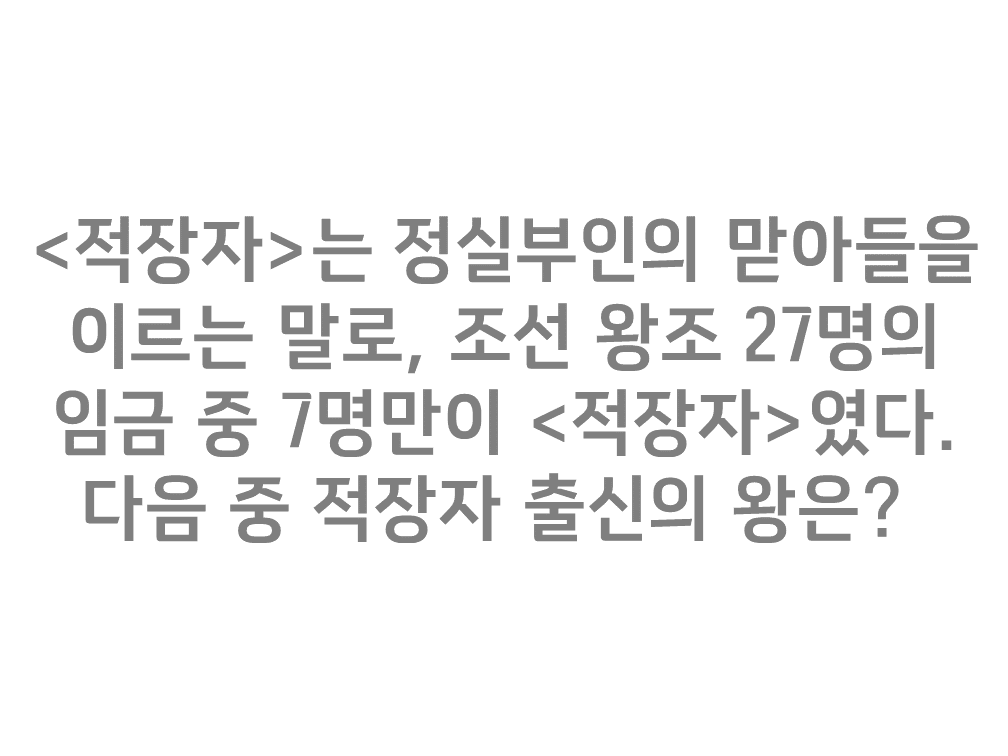 <적장자>는 정실부인의 맏아들을
이르는 말로, 조선 왕조 27명의
임금 중 7명만이 <적장자>였다.
다음 중 적장자 출신의 왕은?